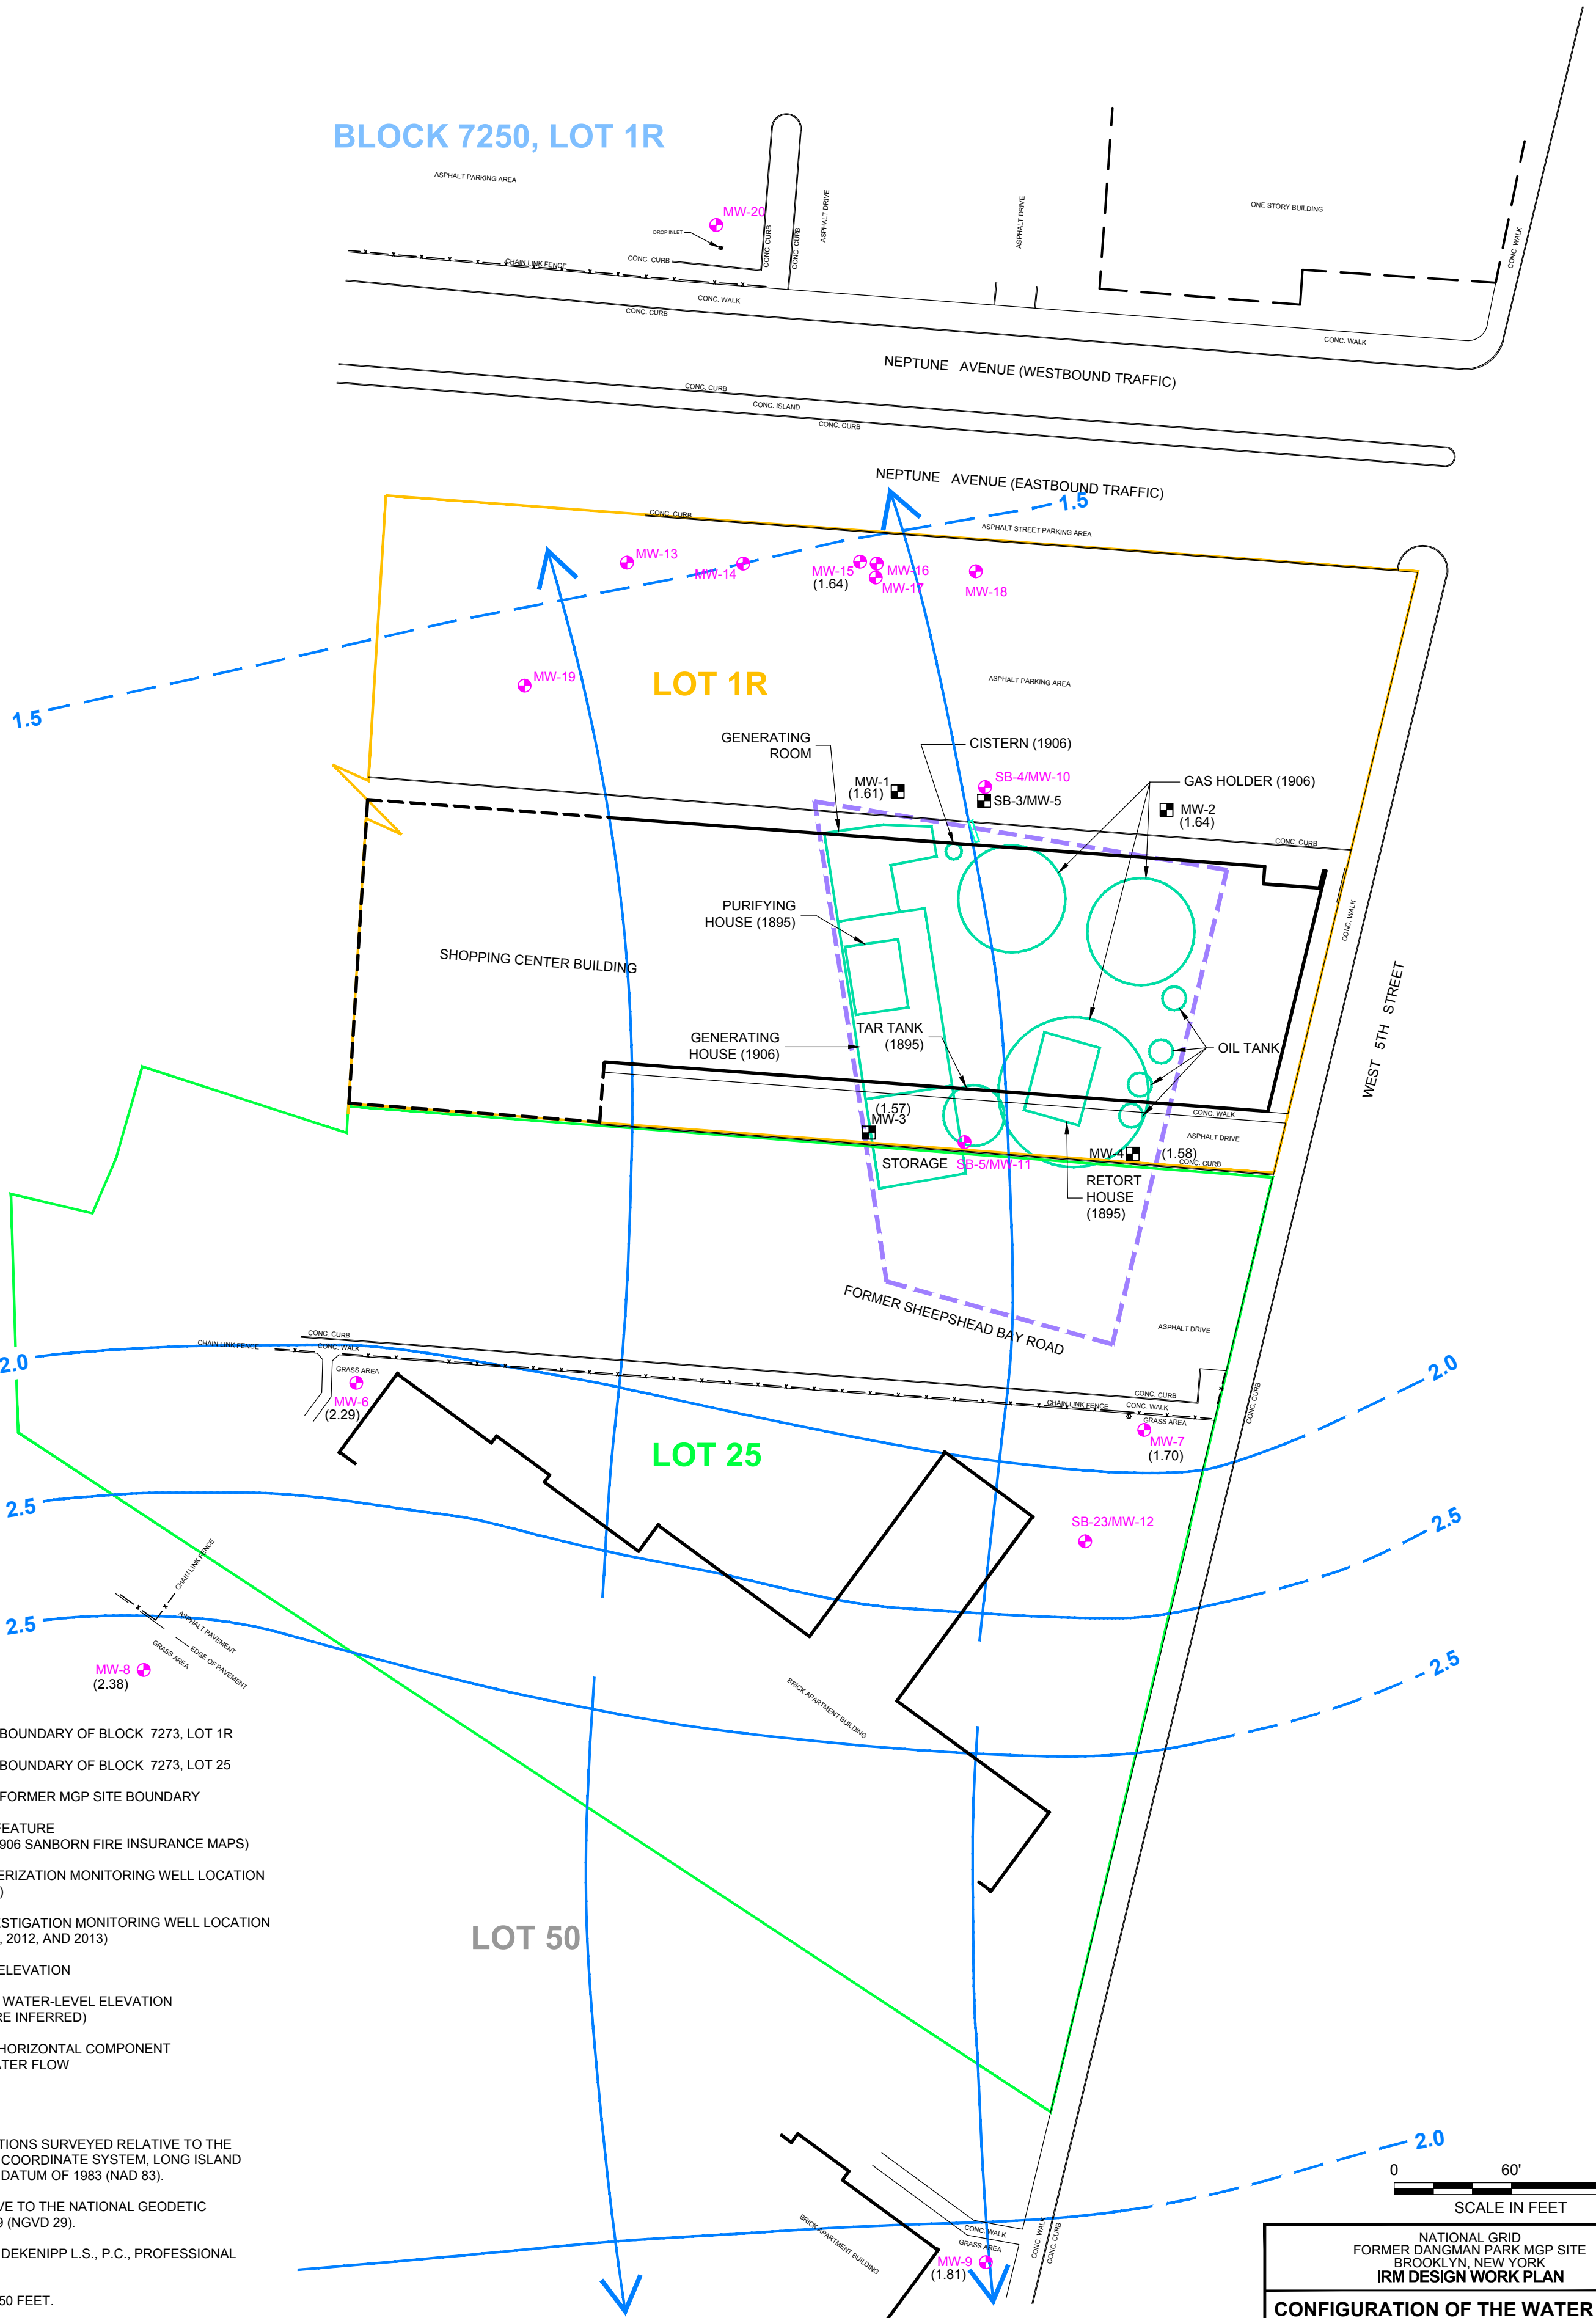 BLOCK 7250, LOT 1R
ASPHALT PARKING AREA
MW-20
DROP INLET
CONC. CURB
CONC. CURB
CONC. CURB
ASPHALT DRIVE
ASPHALT DRIVE
ONE STORY BUILDING
CONC. WALK
CHAIN LINK FENCE
CONC. WALK
CONC. CURB
CONC. WALK
NEPTUNE AVENUE (WESTBOUND TRAFFIC)
CONC. CURB
CONC. ISLAND
CONC. CURB
NEPTUNE AVENUE (EASTBOUND TRAFFIC)
1.5
CONC. CURB
ASPHALT STREET PARKING AREA
MW-13
MW-14
MW-15
(1.64)
MW-16
MW-17
MW-18
MW-19
LOT 1R
ASPHALT PARKING AREA
1.5
GENERATING
ROOM
CISTERN (1906)
MW-1
(1.61)
SB-4/MW-10
SB-3/MW-5
GAS HOLDER (1906)
MW-2
(1.64)
CONC. CURB
PURIFYING
HOUSE (1895)
CONC. WALK
SHOPPING CENTER BUILDING
WEST 5TH STREET
GENERATING
HOUSE (1906)
TAR TANK
(1895)
OIL TANK
(1.57)
MW-3
CONC. WALK
ASPHALT DRIVE
MW-4
(1.58)
CONC. CURB
STORAGE
SB-5/MW-11
RETORT
HOUSE
(1895)
FORMER SHEEPSHEAD BAY ROAD
ASPHALT DRIVE
CONC. CURB
CHAIN LINK FENCE
CONC. WALK
2.0
2.0
GRASS AREA
MW-6
(2.29)
CONC. CURB
CHAIN LINK FENCE
CONC. WALK
GRASS AREA
CONC. CURB
MW-7
(1.70)
LOT 25
2.5
2.5
SB-23/MW-12
CHAIN LINK FENCE
ASPHALT PAVEMENT
EDGE OF PAVEMENT
GRASS AREA
2.5
2.5
MW-8
(2.38)
BRICK APARTMENT BUILDING
BOUNDARY OF BLOCK 7273, LOT 1R
BOUNDARY OF BLOCK 7273, LOT 25
FORMER MGP SITE BOUNDARY
FEATURE
906 SANBORN FIRE INSURANCE MAPS)
ERIZATION MONITORING WELL LOCATION
)
ESTIGATION MONITORING WELL LOCATION
, 2012, AND 2013)
ELEVATION
WATER-LEVEL ELEVATION
RE INFERRED)
HORIZONTAL COMPONENT
ATER FLOW
LOT 50
TIONS SURVEYED RELATIVE TO THE
COORDINATE SYSTEM, LONG ISLAND
DATUM OF 1983 (NAD 83).
VE TO THE NATIONAL GEODETIC
9 (NGVD 29).
DEKENIPP L.S., P.C., PROFESSIONAL
50 FEET.
2.0
BRICK APARTMENT BUILDING
CONC. WALK
GRASS AREA
CONC. WALK
CONC. CURB
MW-9
(1.81)
0 60'
SCALE IN FEET
NATIONAL GRID
FORMER DANGMAN PARK MGP SITE
BROOKLYN, NEW YORK
IRM DESIGN WORK PLAN
CONFIGURATION OF THE WATER